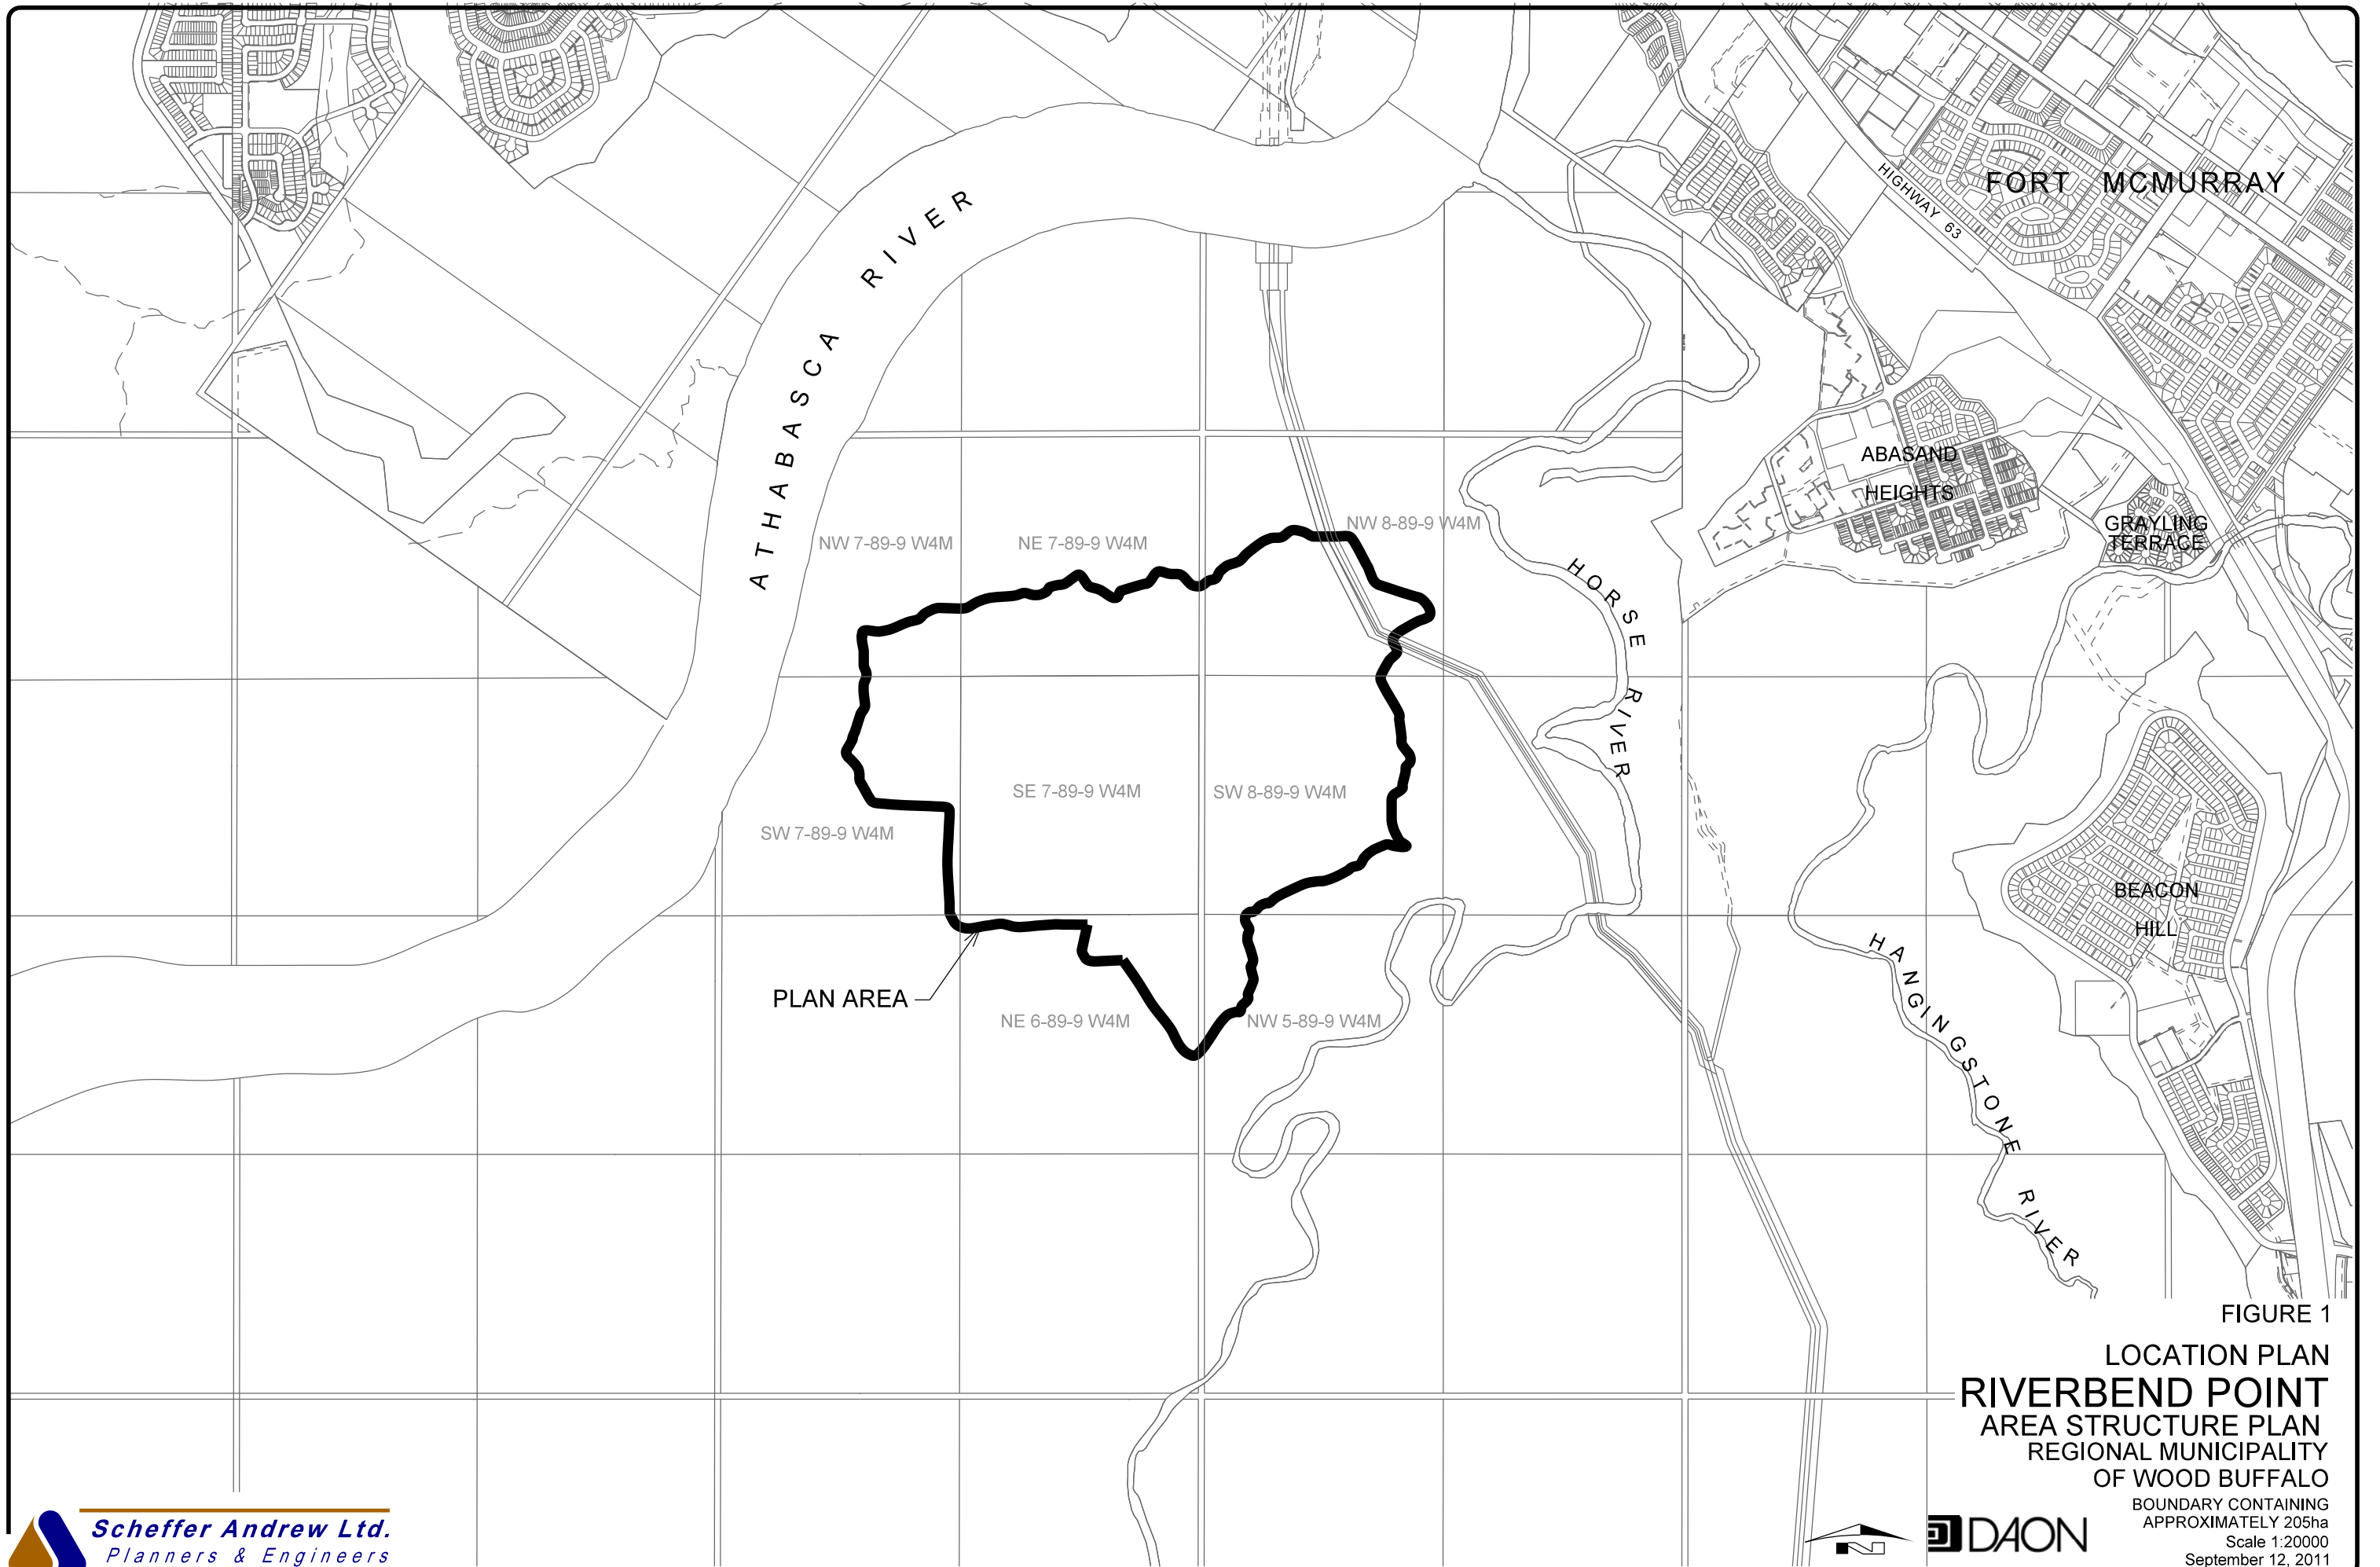 FORT MCMURRAY
HIGHWAY 63
ATHABASCA RIVER
ABASAND
HEIGHTS
GRAYLING
TERRACE
NW 7-89-9 W4M
NE 7-89-9 W4M
NW 8-89-9 W4M
HORSE RIVER
SE 7-89-9 W4M
SW 8-89-9 W4M
SW 7-89-9 W4M
BEACON
HILL
HANGINGSTONE RIVER
PLAN AREA
NE 6-89-9 W4M
NW 5-89-9 W4M
FIGURE 1
LOCATION PLAN
RIVERBEND POINT
AREA STRUCTURE PLAN
REGIONAL MUNICIPALITY
OF WOOD BUFFALO
BOUNDARY CONTAINING
APPROXIMATELY 205ha
Scale 1:20000
September 12, 2011
Scheffer Andrew Ltd.
Planners & Engineers
N
DAON